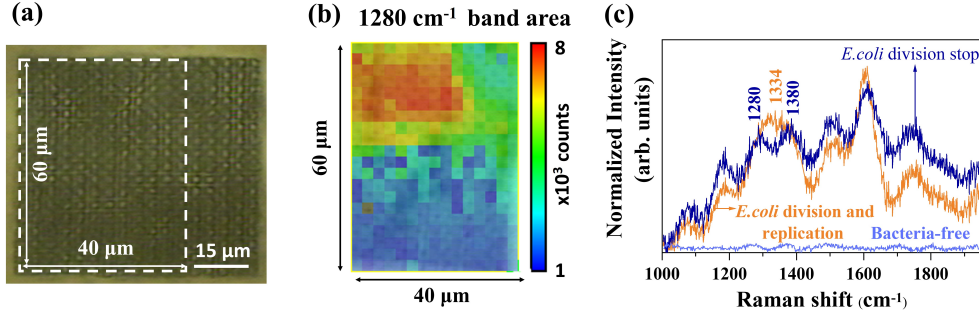 (a)
60 μm
40 μm
15 μm
(b)
1280 cm⁻¹ band area
60 μm
40 μm
8
x10³ counts
1
(c)
Normalized Intensity
(arb. units)
E.coli division stop
1280
1334
1380
E.coli division and
replication
Bacteria-free
1000 1200 1400 1600 1800
Raman shift (cm⁻¹)